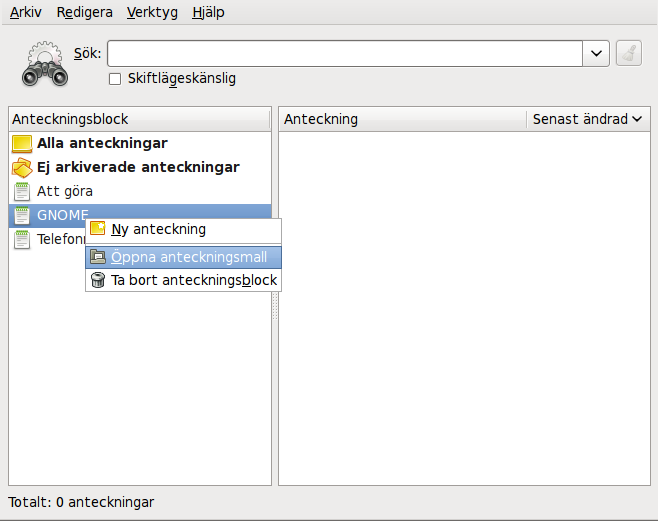 Arkiv Redigera Verktyg Hjälp
Sök:
Skiftlägeskänslig
Anteckningsblock Anteckning Senast ändrad
Alla anteckningar
Ej arkiverade anteckningar
Att göra
GNOME
Ny anteckning
Öppna anteckningsmall
Ta bort anteckningsblock
Totalt: 0 anteckningar